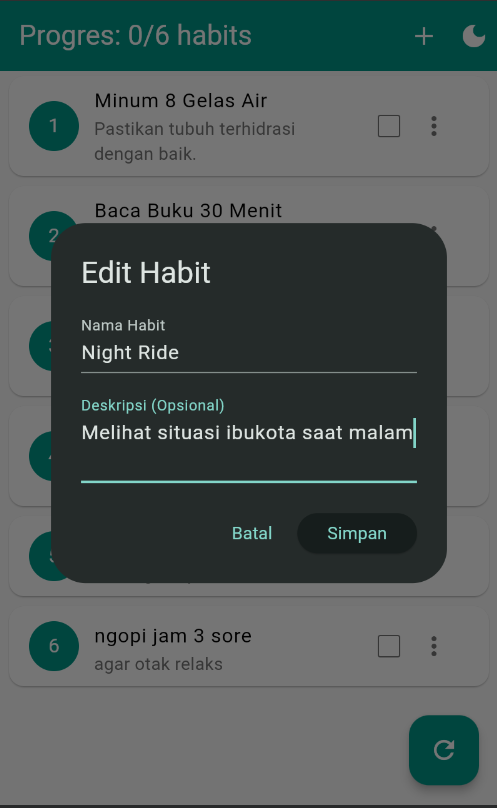 Progres: 0/6 habits
1
Minum 8 Gelas Air
Pastikan tubuh terhidrasi
dengan baik.
2
Baca Buku 30 Menit
Edit Habit
Nama Habit
Night Ride
Deskripsi (Opsional)
Melihat situasi ibukota saat malam
Batal
Simpan
6
ngopi jam 3 sore
agar otak relaks